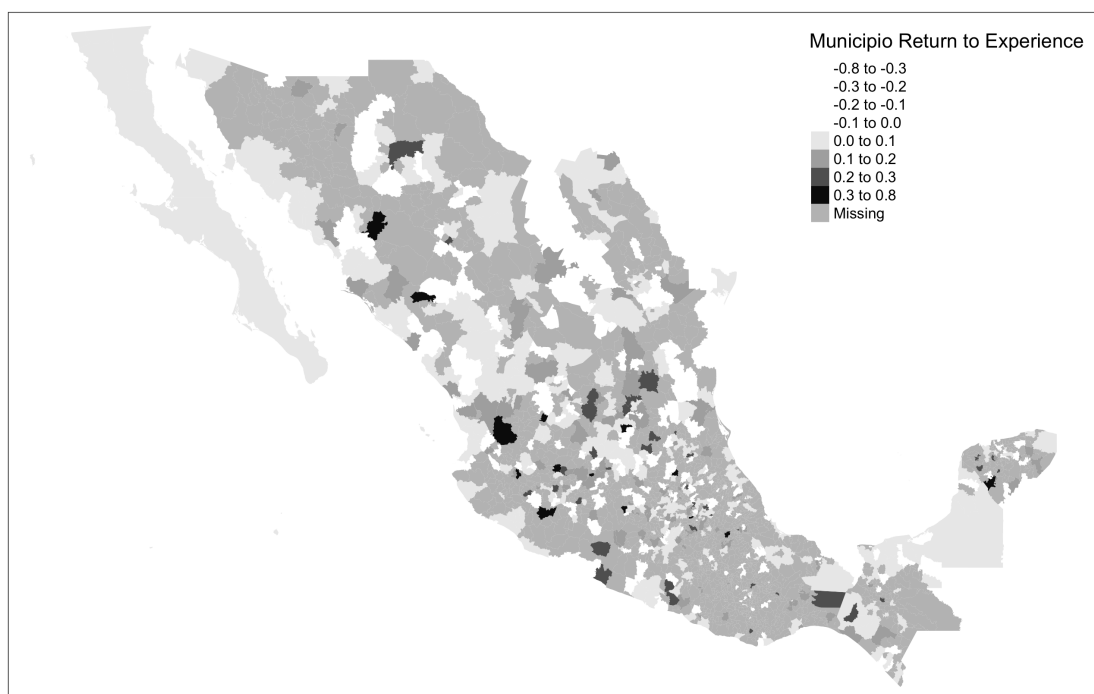 Municipio Return to Experience
-0.8 to -0.3
-0.3 to -0.2
-0.2 to -0.1
-0.1 to 0.0
0.0 to 0.1
0.1 to 0.2
0.2 to 0.3
0.3 to 0.8
Missing